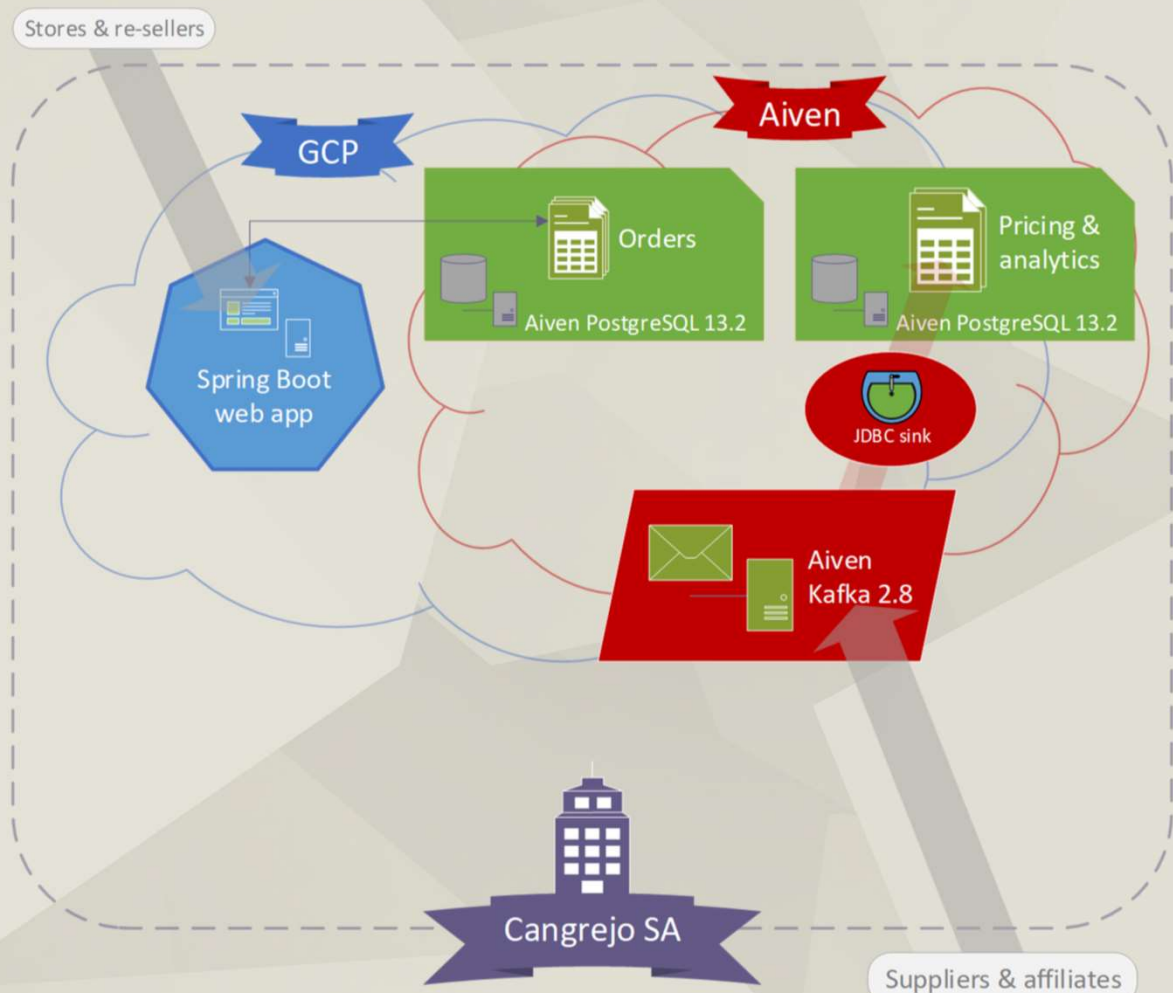 Stores & re-sellers
GCP
Aiven
Orders
Aiven PostgreSQL 13.2
Pricing &
analytics
Aiven PostgreSQL 13.2
Spring Boot
web app
JDBC sink
Aiven
Kafka 2.8
Cangrejo SA
Suppliers & affiliates